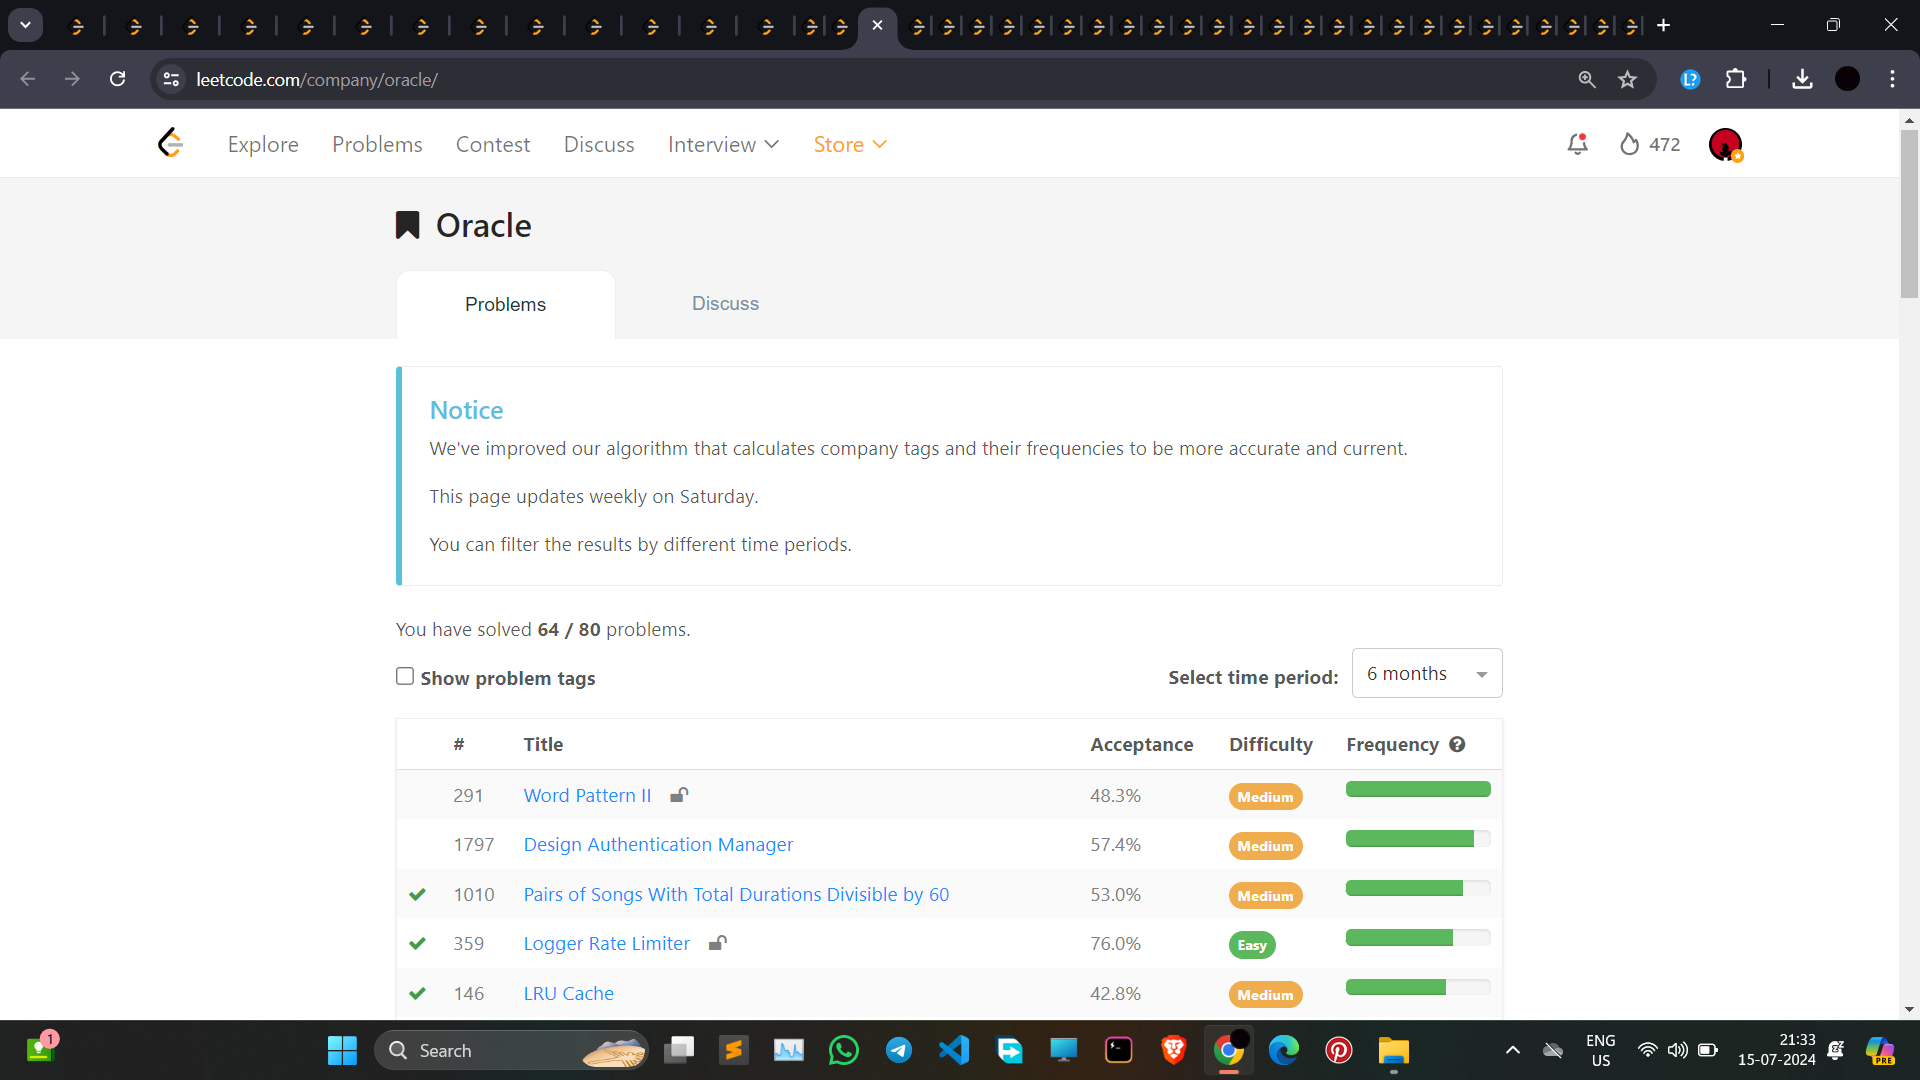 leetcode.com/company/oracle/
Explore Problems Contest Discuss Interview Store 472
Oracle
Problems Discuss
Notice
We've improved our algorithm that calculates company tags and their frequencies to be more accurate and current.
This page updates weekly on Saturday.
You can filter the results by different time periods.
You have solved 64 / 80 problems.
Show problem tags Select time period: 6 months
# Title Acceptance Difficulty Frequency ?
291 Word Pattern II 48.3% Medium
1797 Design Authentication Manager 57.4% Medium
1010 Pairs of Songs With Total Durations Divisible by 60 53.0% Medium
359 Logger Rate Limiter 76.0% Easy
146 LRU Cache 42.8% Medium
1 Search ENG 21:33
US 15-07-2024 PRE